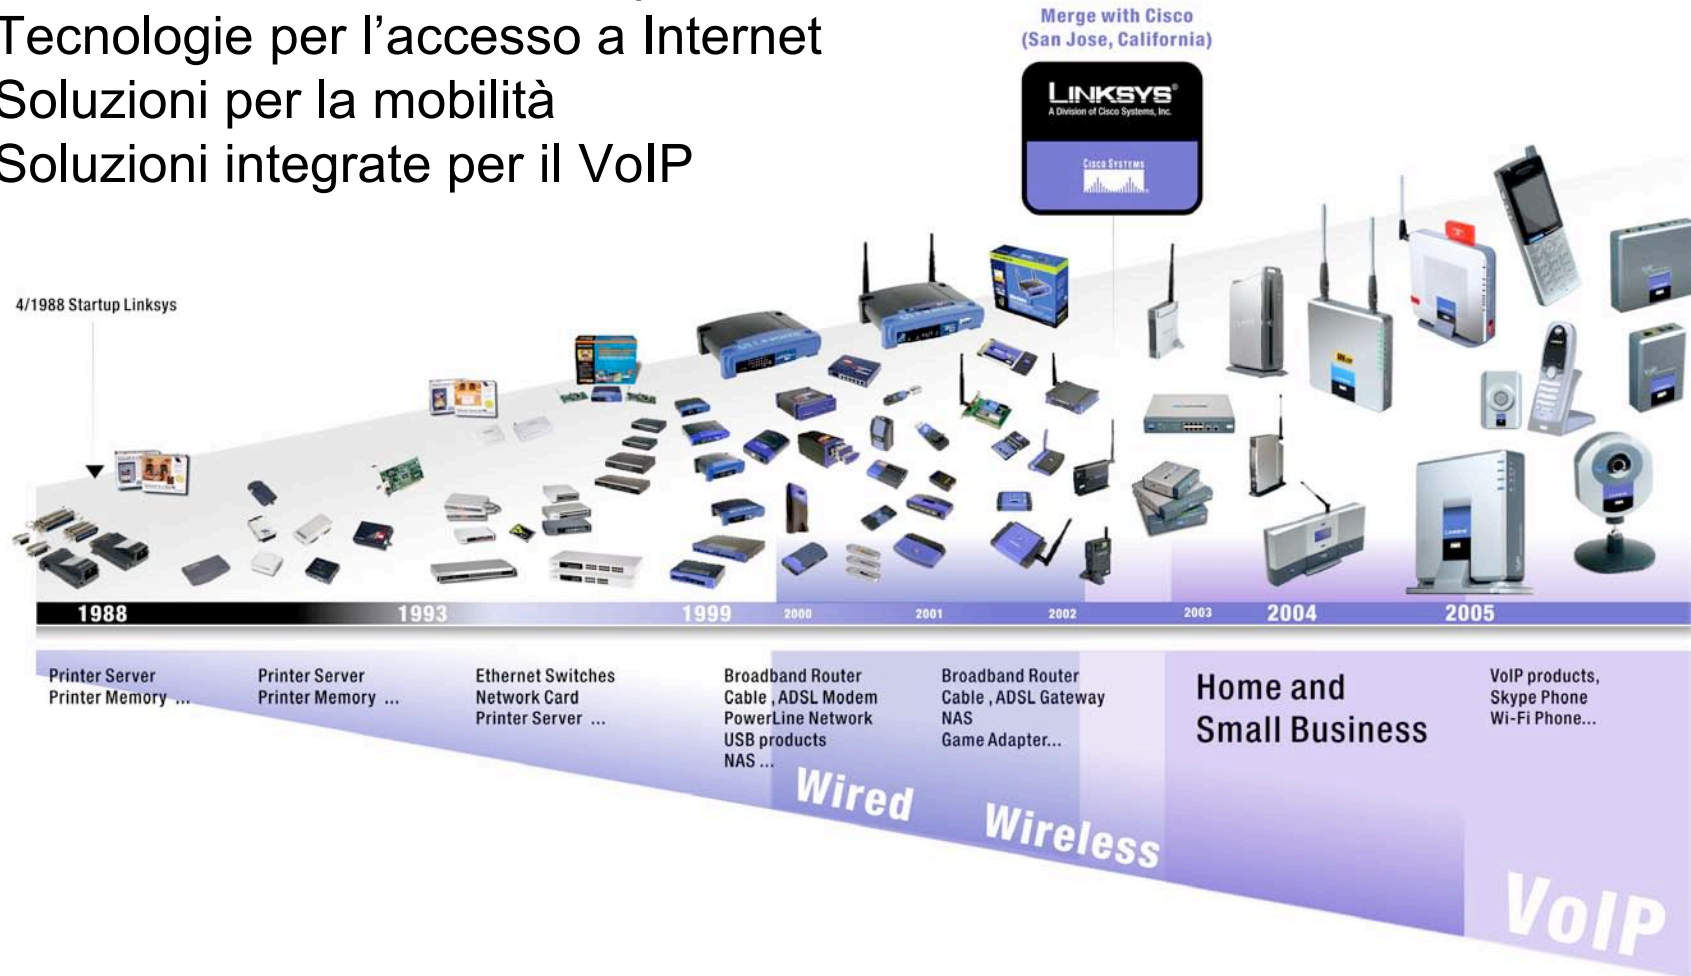 Tecnologie per l'accesso a Internet
Soluzioni per la mobilità
Soluzioni integrate per il VoIP
Merge with Cisco
(San Jose, California)
LINKSYS®
A Division of Cisco Systems, Inc.
CISCO SYSTEMS
4/1988 Startup Linksys
1988 1993 1999 2000 2001 2002 2003 2004 2005
Printer Server
Printer Memory ...
Printer Server
Printer Memory ...
Ethernet Switches
Network Card
Printer Server ...
Broadband Router
Cable , ADSL Modem
PowerLine Network
USB products
NAS ...
Broadband Router
Cable , ADSL Gateway
NAS
Game Adapter...
Home and
Small Business
VoIP products,
Skype Phone
Wi-Fi Phone...
Wired
Wireless
VoIP